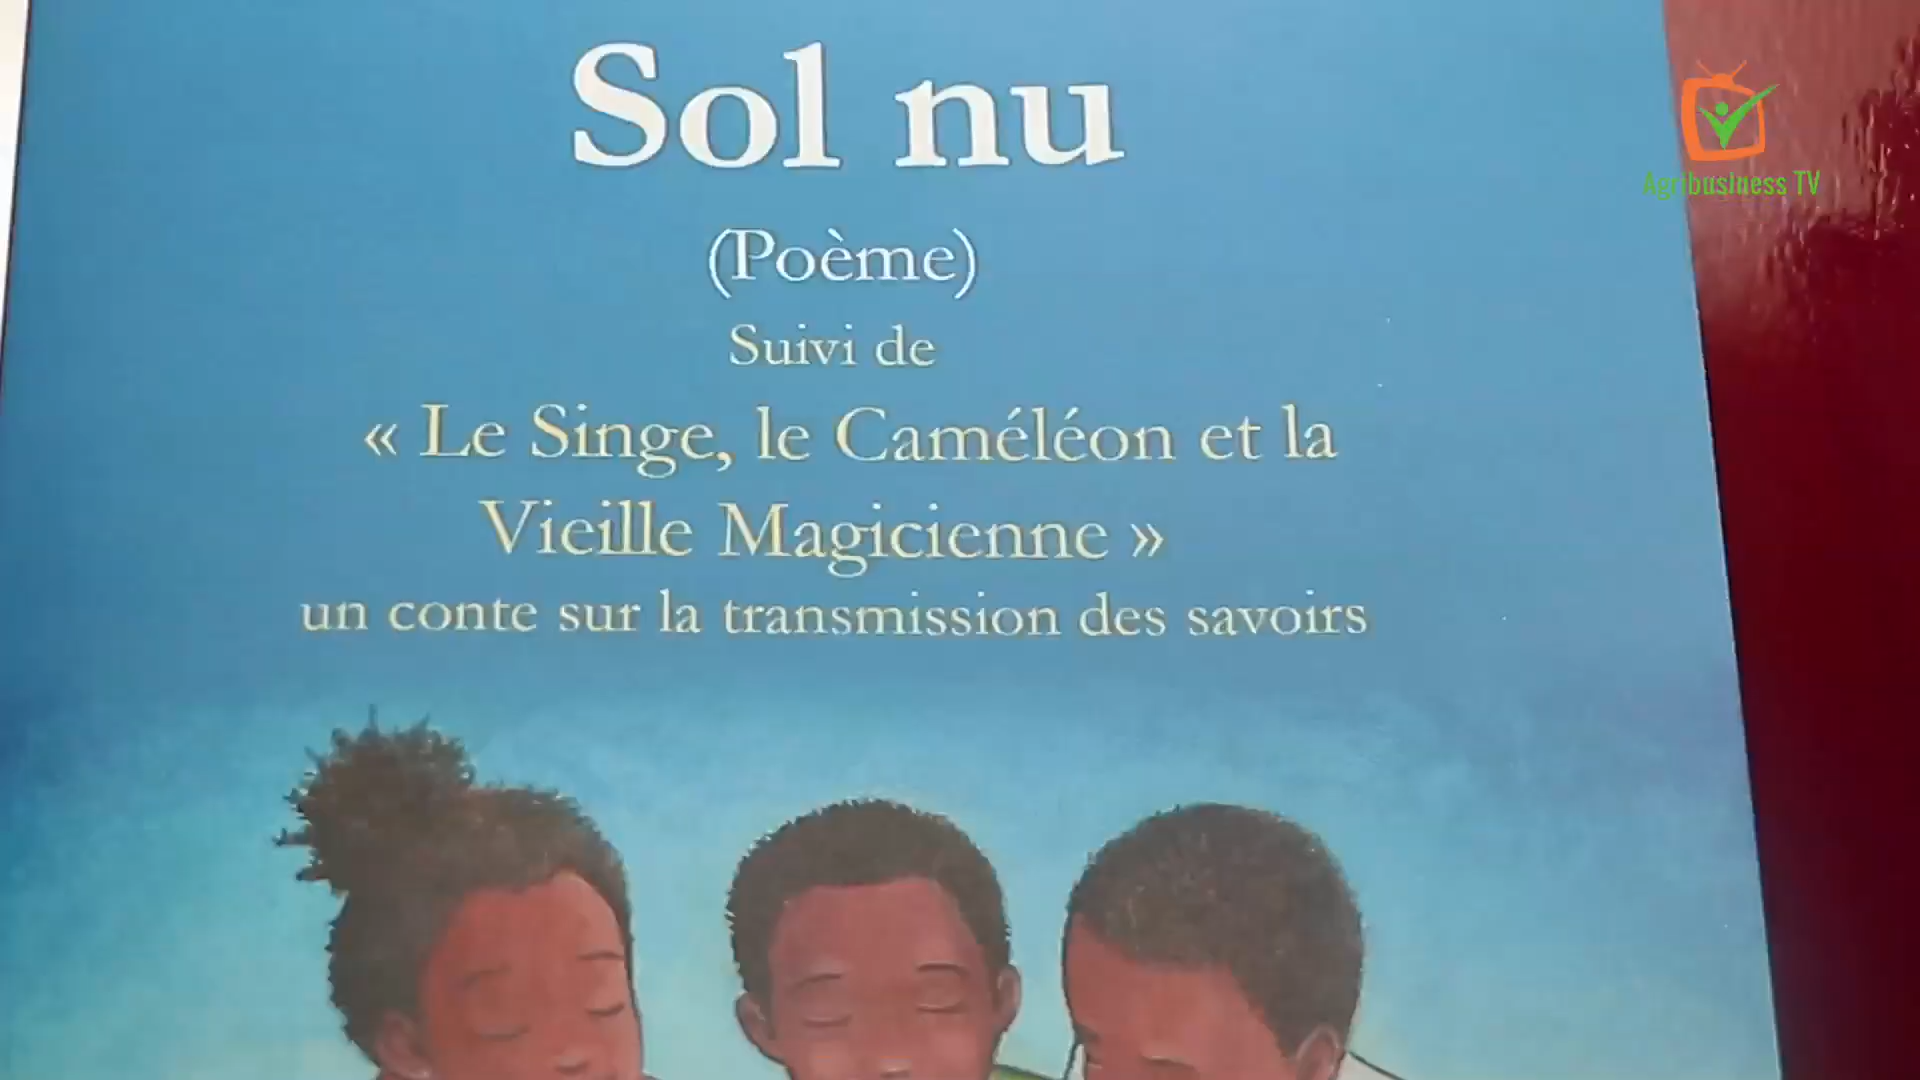 Sol nu
(Poème)
Suivi de
« Le Singe, le Caméléon et la
Vieille Magicienne »
un conte sur la transmission des savoirs
Agribusiness TV